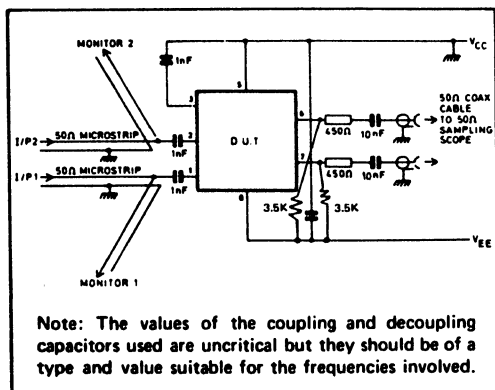 MONITOR 2
1nF
V_CC
3
5
6
I/P2
50Ω MICROSTRIP
2
1nF
D.U.T
450Ω
10nF
50Ω COAX
CABLE
TO 50Ω
SAMPLING
SCOPE
I/P1
50Ω MICROSTRIP
1
1nF
7
450Ω
10nF
8
3.5K
3.5K
V_EE
MONITOR 1
Note: The values of the coupling and decoupling
capacitors used are uncritical but they should be of a
type and value suitable for the frequencies involved.